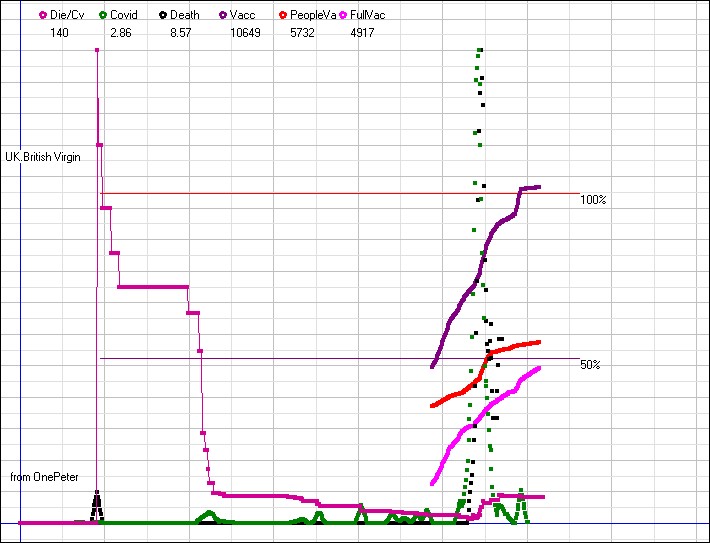 Die/Cv Covid Death Vacc PeopleVa FullVac
140 2.86 8.57 10649 5732 4917
UK.British Virgin
100%
50%
from OnePeter